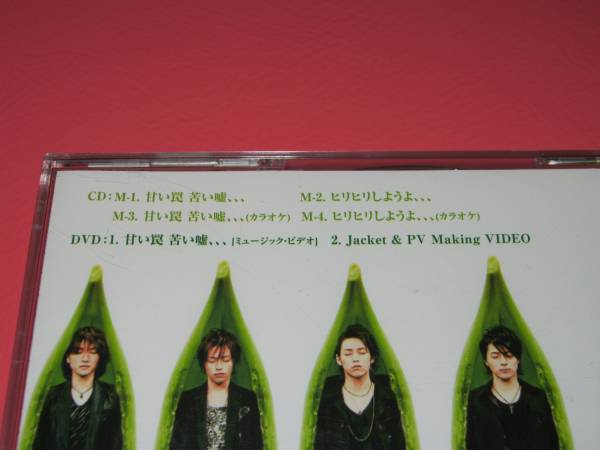 CD:M-1. 甘い罠 苦い嘘、、、 M-2. ヒリヒリしようよ、、、
M-3. 甘い罠 苦い嘘、、、(カラオケ) M-4. ヒリヒリしようよ、、、(カラオケ)
DVD:1. 甘い罠 苦い嘘、、、[ミュージック・ビデオ] 2. Jacket & PV Making VIDEO